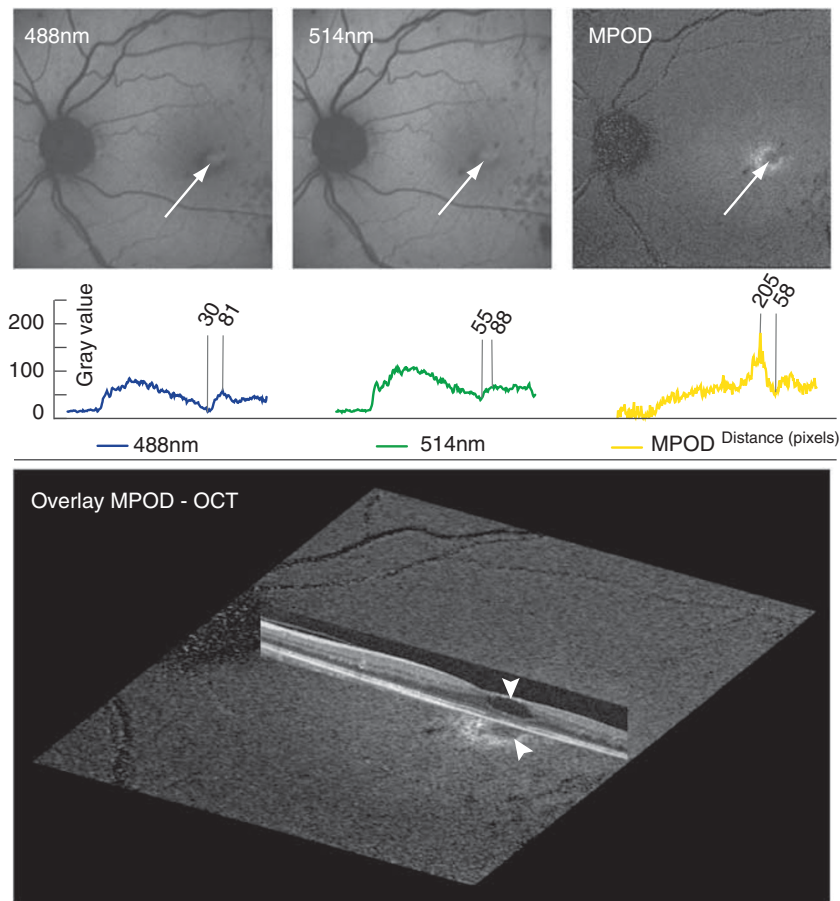 488nm
514nm
MPOD
Gray value
200
100
0
30
81
55
88
205
58
488nm
514nm
MPOD
Distance (pixels)
Overlay MPOD - OCT